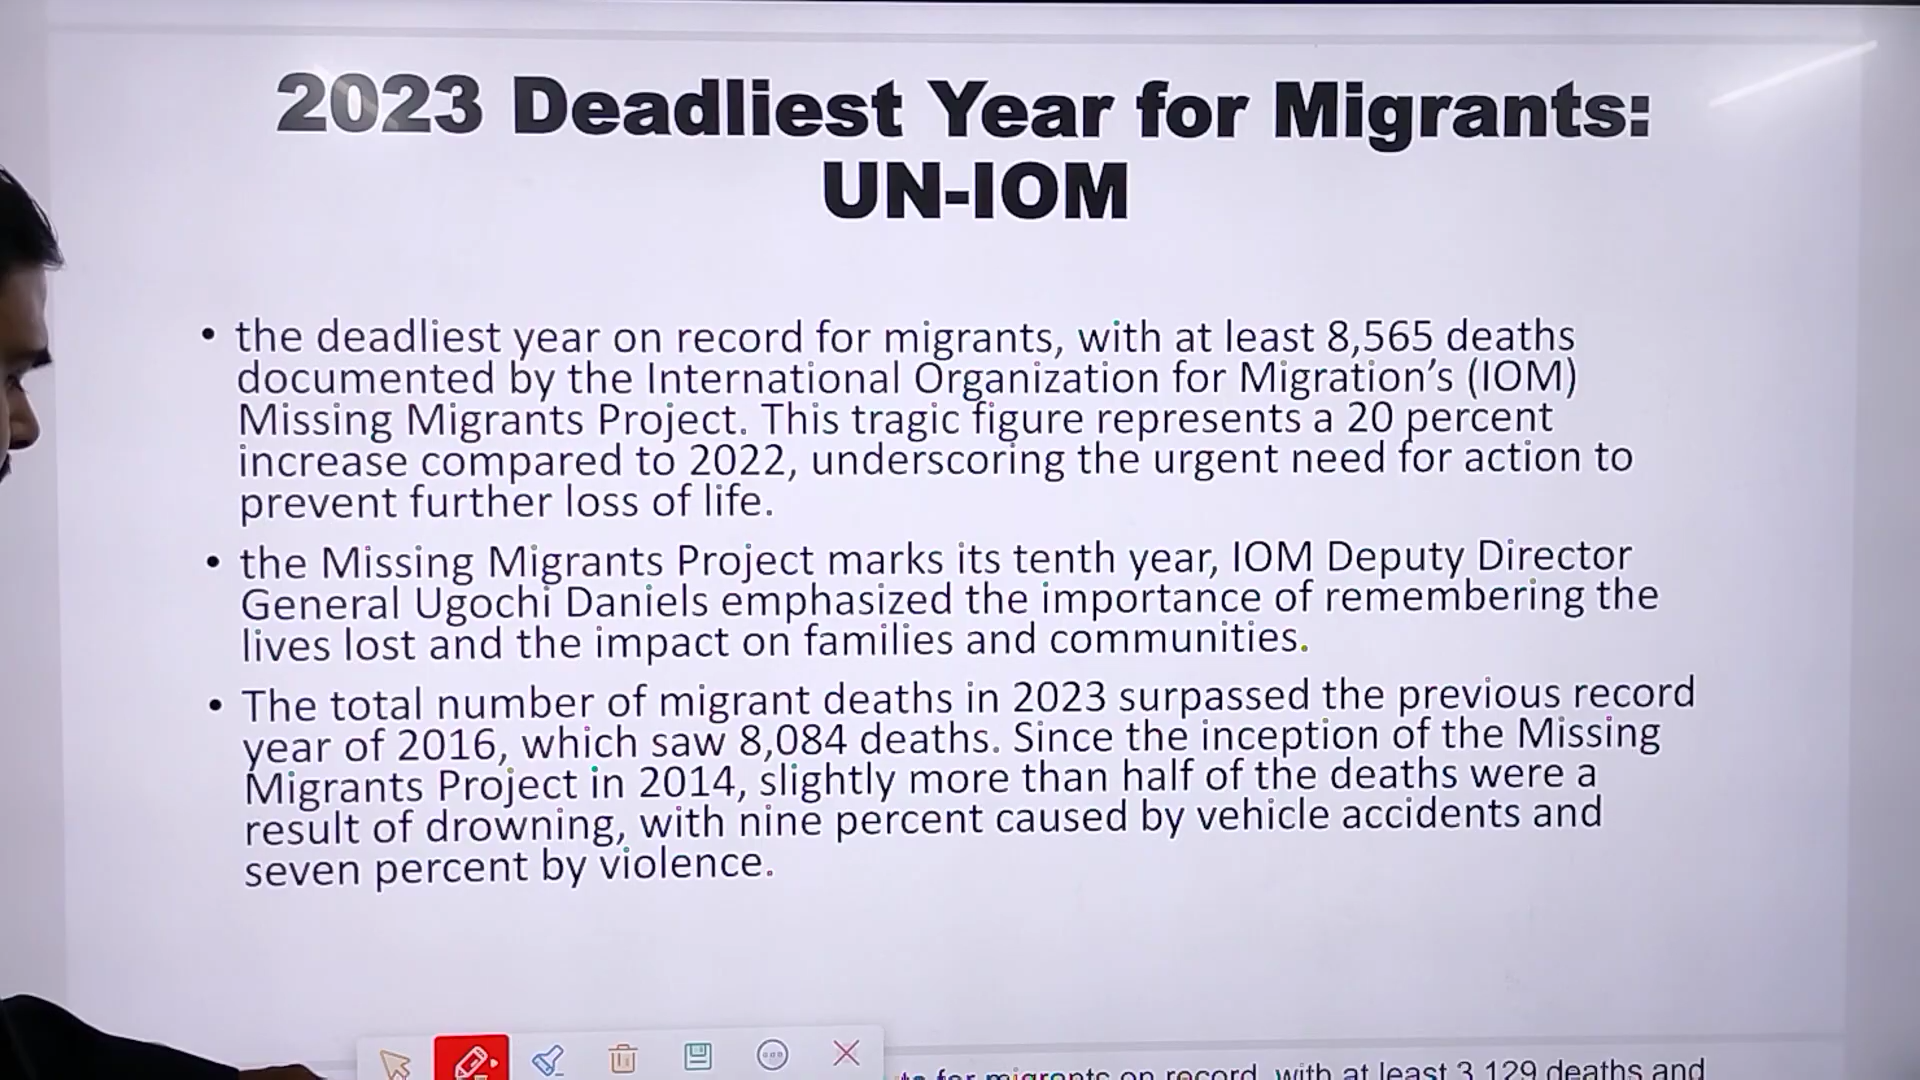 2023 Deadliest Year for Migrants:
UN-IOM
• the deadliest year on record for migrants, with at least 8,565 deaths
documented by the International Organization for Migration’s (IOM)
Missing Migrants Project. This tragic figure represents a 20 percent
increase compared to 2022, underscoring the urgent need for action to
prevent further loss of life.
• the Missing Migrants Project marks its tenth year, IOM Deputy Director
General Ugochi Daniels emphasized the importance of remembering the
lives lost and the impact on families and communities.
• The total number of migrant deaths in 2023 surpassed the previous record
year of 2016, which saw 8,084 deaths. Since the inception of the Missing
Migrants Project in 2014, slightly more than half of the deaths were a
result of drowning, with nine percent caused by vehicle accidents and
seven percent by violence.
for migrants on record, with at least 3,129 deaths and